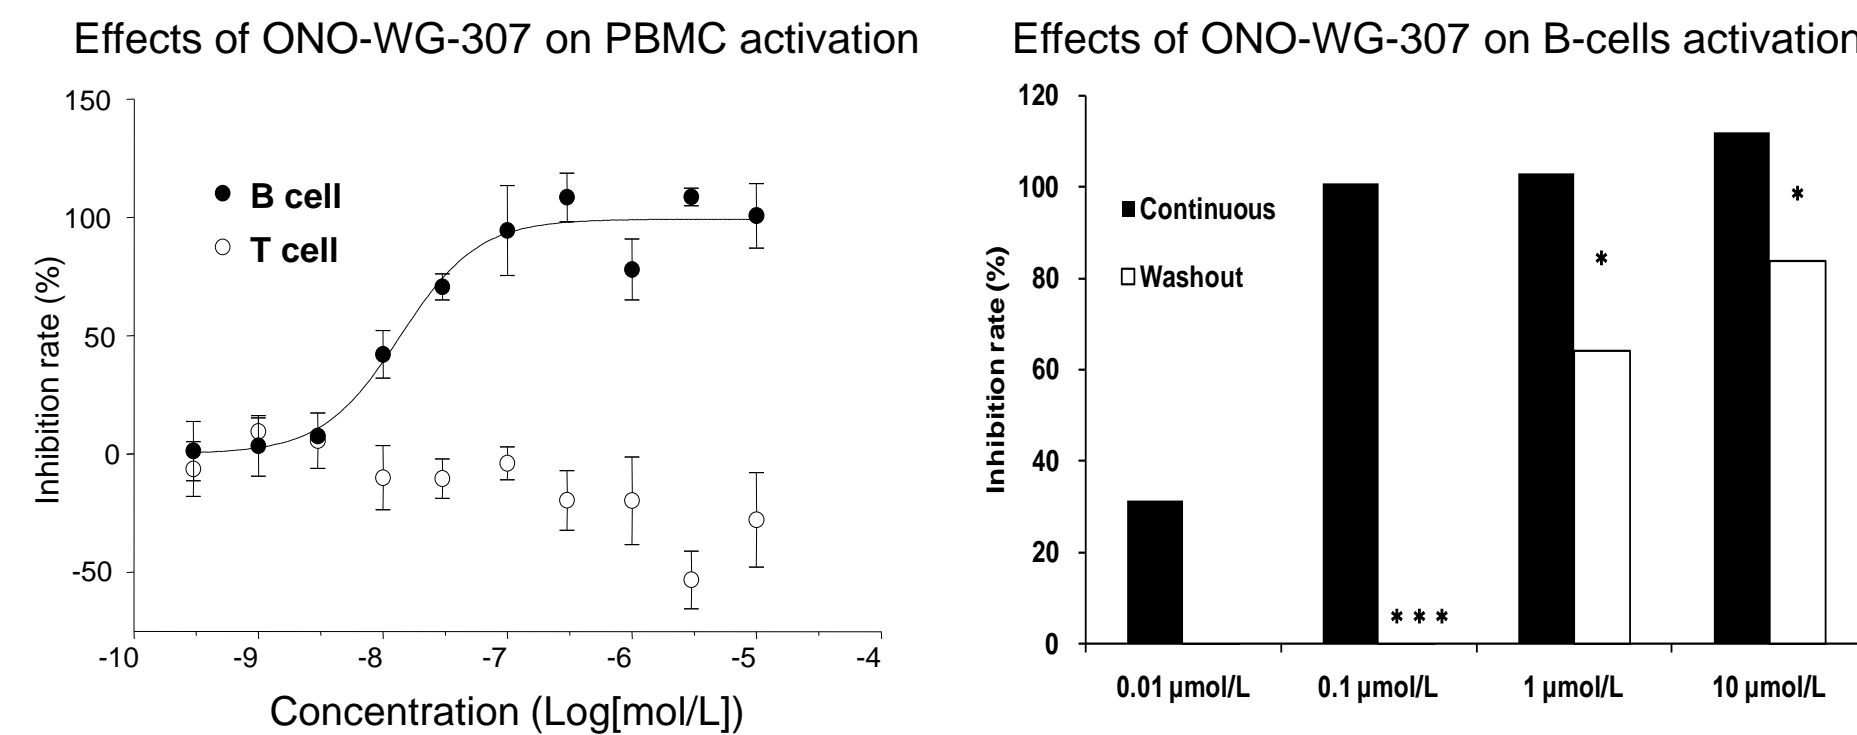 Effects of ONO-WG-307 on PBMC activation
150
100
50
0
-50
Inhibition rate (%)
B cell
T cell
-10 -9 -8 -7 -6 -5 -4
Concentration (Log[mol/L])
Effects of ONO-WG-307 on B-cells activation
120
100
80
60
40
20
0
Inhibition rate (%)
Continuous
Washout
* * *
*
*
0.01 µmol/L 0.1 µmol/L 1 µmol/L 10 µmol/L